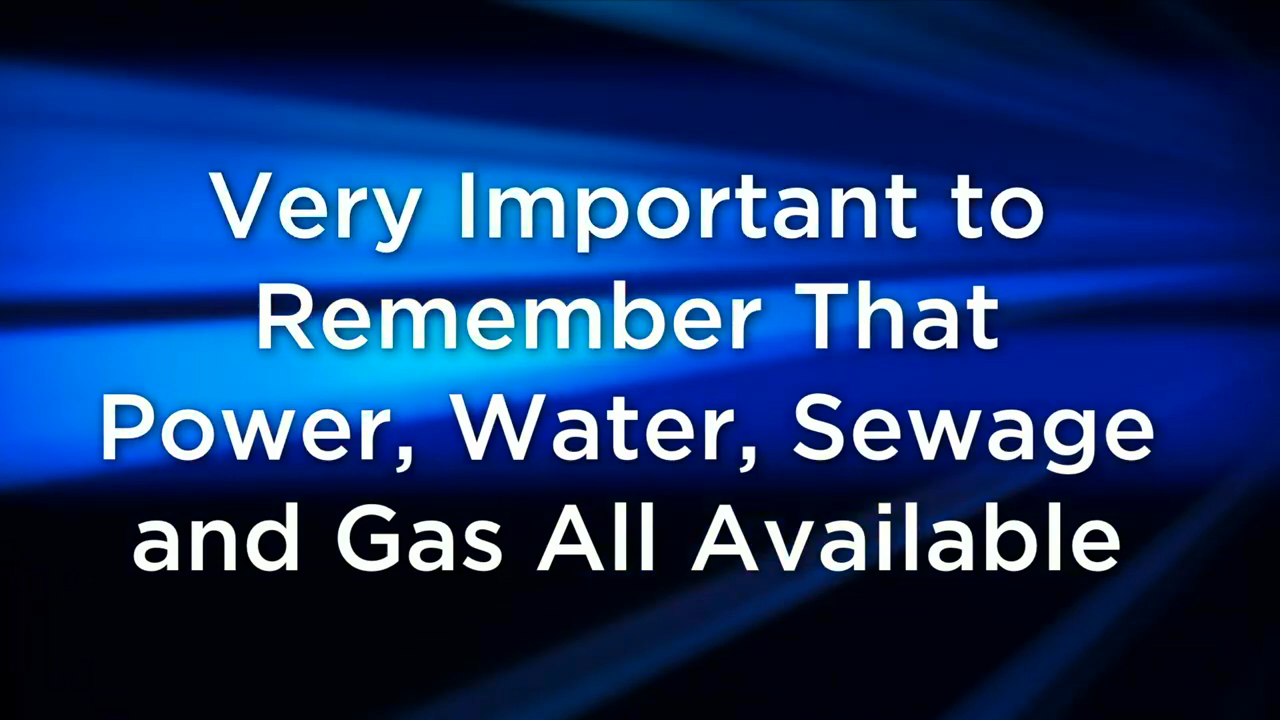 Very Important to
Remember That
Power, Water, Sewage
and Gas All Available